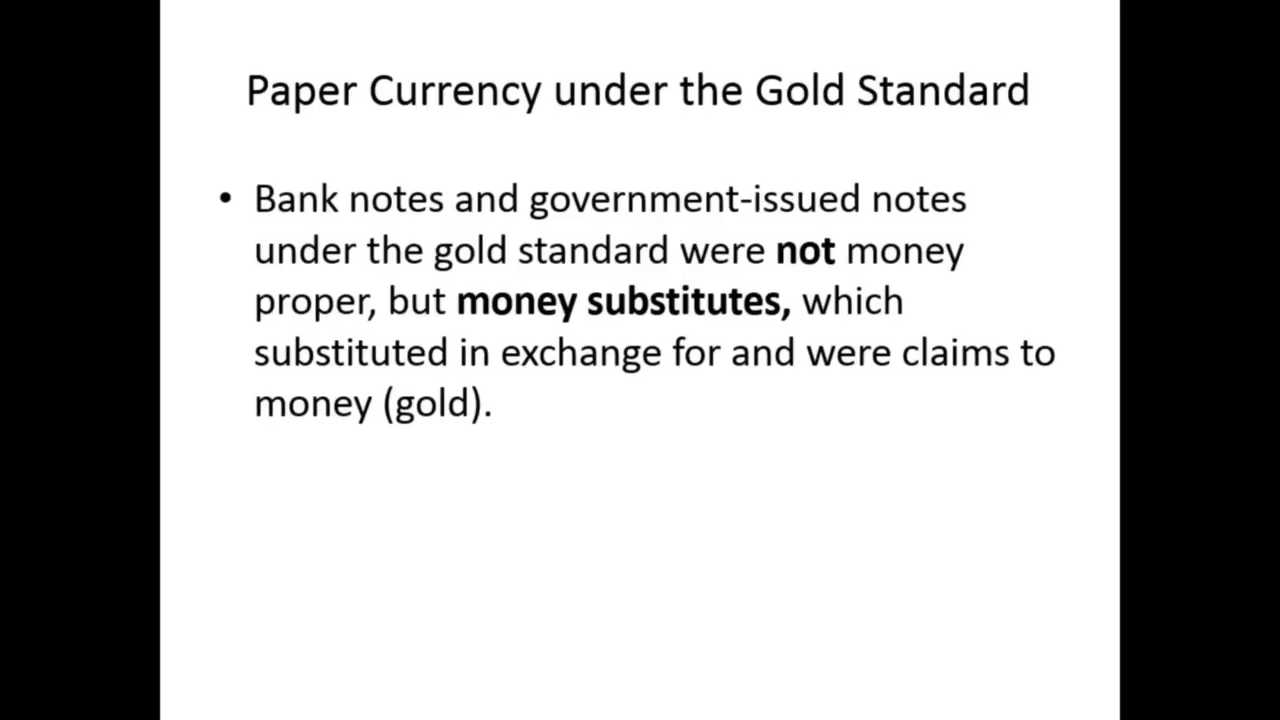 Paper Currency under the Gold Standard
• Bank notes and government-issued notes
under the gold standard were not money
proper, but money substitutes, which
substituted in exchange for and were claims to
money (gold).